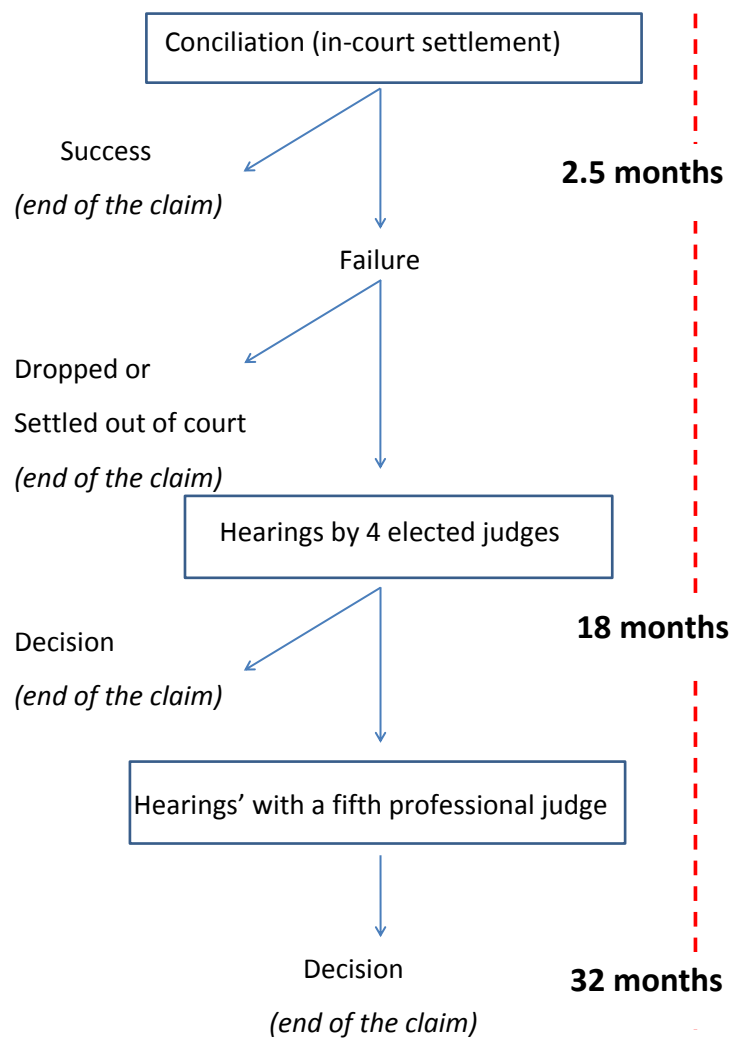 Conciliation (in-court settlement)
Success
(end of the claim)
2.5 months
Failure
Dropped or
Settled out of court
(end of the claim)
Hearings by 4 elected judges
18 months
Decision
(end of the claim)
Hearings’ with a fifth professional judge
Decision
32 months
(end of the claim)